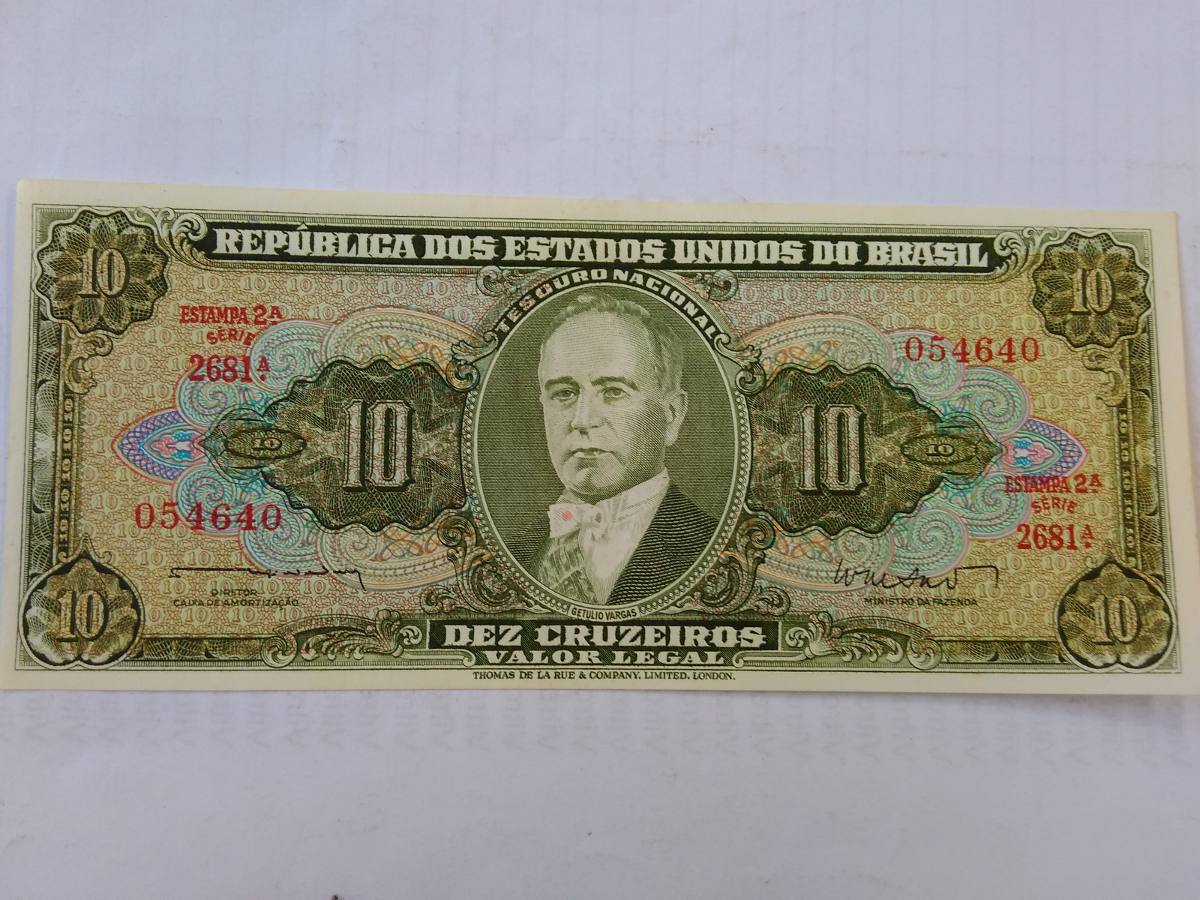 REPÚBLICA DOS ESTADOS UNIDOS DO BRASIL
TESOURO NACIONAL
10
10
ESTAMPA 2ª
SÉRIE
2681ª
054640
10
10
10
10
054640
ESTAMPA 2ª
SÉRIE
2681ª
DIRETOR
CAIXA DE AMORTIZAÇÃO
MINISTRO DA FAZENDA
GETULIO VARGAS
10
10
DEZ CRUZEIROS
VALOR LEGAL
THOMAS DE LA RUE & COMPANY, LIMITED, LONDON.